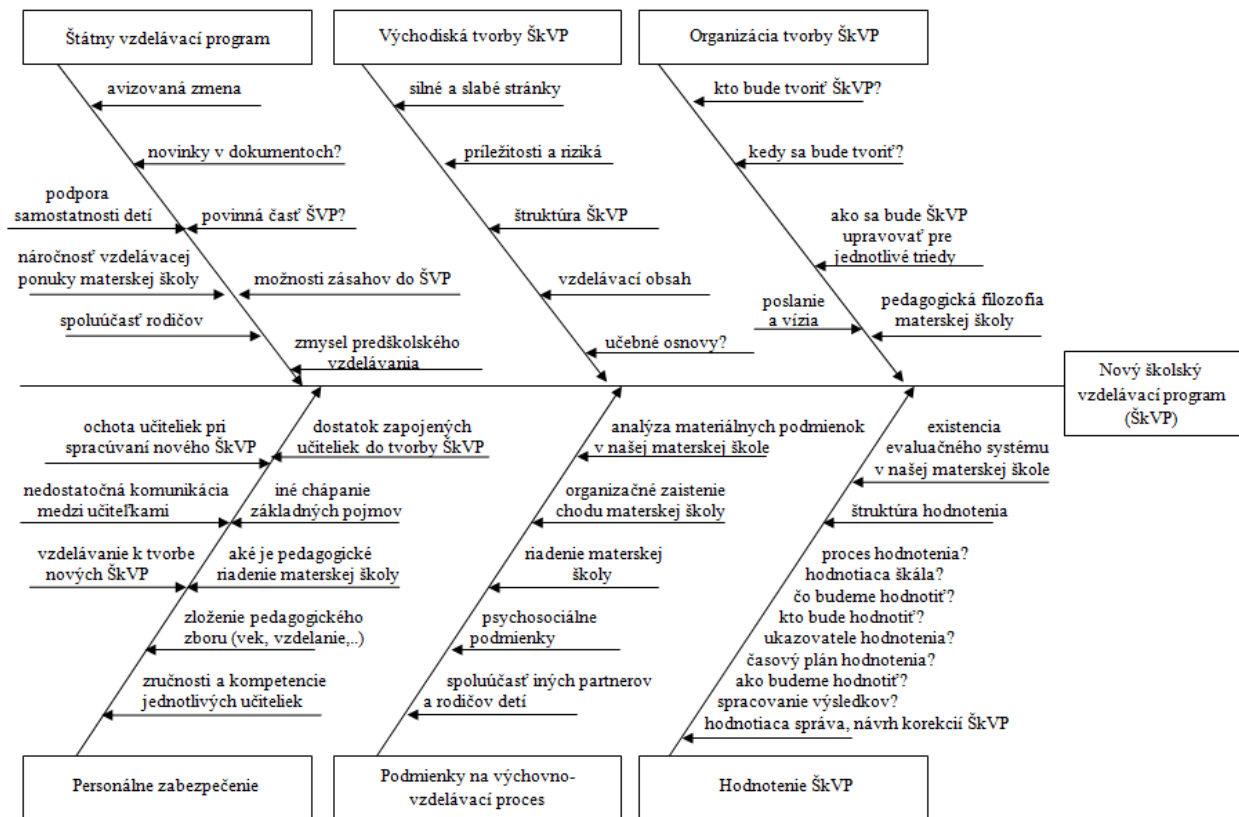 Štátny vzdelávací program
Východiská tvorby ŠkVP
Organizácia tvorby ŠkVP
avizovaná zmena
novinky v dokumentoch?
podpora
samostatnosti detí
povinná časť ŠVP?
náročnosť vzdelávacej
ponuky materskej školy
možnosti zásahov do ŠVP
spoluúčasť rodičov
zmysel predškolského
vzdelávania
silné a slabé stránky
príležitosti a riziká
štruktúra ŠkVP
vzdelávací obsah
učebné osnovy?
kto bude tvoriť ŠkVP?
kedy sa bude tvoriť?
ako sa bude ŠkVP
upravovať pre
jednotlivé triedy
poslanie
a vízia
pedagogická filozofia
materskej školy
Nový školský
vzdelávací program
(ŠkVP)
ochota učiteliek pri
spracúvaní nového ŠkVP
dostatok zapojených
učiteliek do tvorby ŠkVP
nedostatočná komunikácia
medzi učiteľkami
iné chápanie
základných pojmov
vzdelávanie k tvorbe
nových ŠkVP
aké je pedagogické
riadenie materskej školy
zloženie pedagogického
zboru (vek, vzdelanie,..)
zručnosti a kompetencie
jednotlivých učiteliek
analýza materiálnych podmienok
v našej materskej škole
organizačné zaistenie
chodu materskej školy
riadenie materskej
školy
psychosociálne
podmienky
spoluúčasť iných partnerov
a rodičov detí
existencia
evaluačného systému
v našej materskej škole
štruktúra hodnotenia
proces hodnotenia?
hodnotiaca škála?
čo budeme hodnotiť?
kto bude hodnotiť?
ukazovatele hodnotenia?
časový plán hodnotenia?
ako budeme hodnotiť?
spracovanie výsledkov?
hodnotiaca správa, návrh korekcií ŠkVP
Personálne zabezpečenie
Podmienky na výchovno-
vzdelávací proces
Hodnotenie ŠkVP